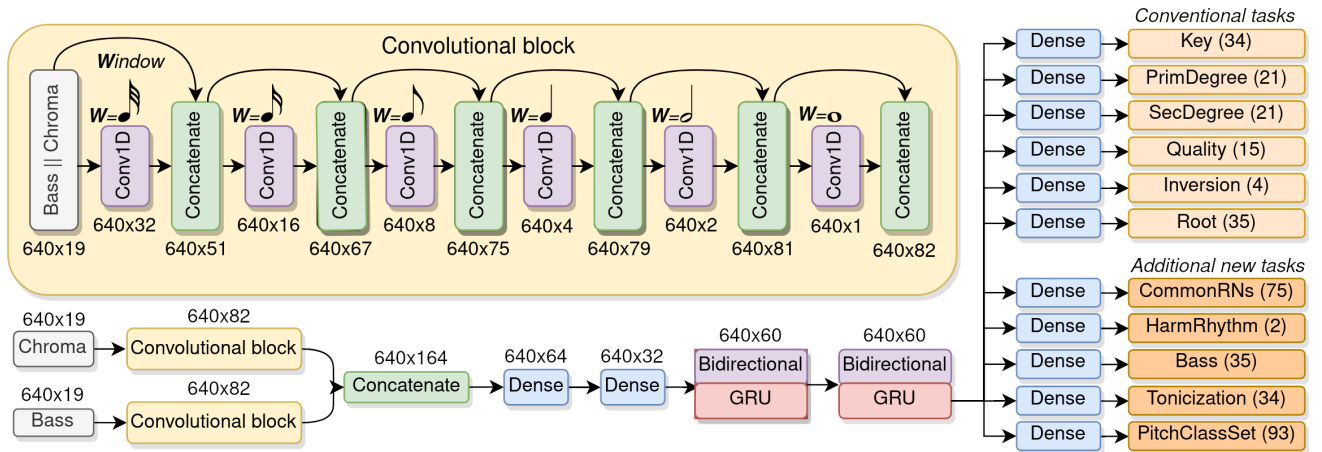 Convolutional block
Window
Bass || Chroma
640x19
W=
Conv1D
640x32
Concatenate
640x51
W=
Conv1D
640x16
Concatenate
640x67
W=
Conv1D
640x8
Concatenate
640x75
W=
Conv1D
640x4
Concatenate
640x79
W=
Conv1D
640x2
Concatenate
640x81
W=
Conv1D
640x1
Concatenate
640x82
640x19
Chroma
640x82
Convolutional block
640x19
Bass
640x82
Convolutional block
640x164
Concatenate
640x64
Dense
640x32
Dense
640x60
Bidirectional
GRU
640x60
Bidirectional
GRU
Conventional tasks
Dense Key (34)
Dense PrimDegree (21)
Dense SecDegree (21)
Dense Quality (15)
Dense Inversion (4)
Dense Root (35)
Additional new tasks
Dense CommonRNs (75)
Dense HarmRhythm (2)
Dense Bass (35)
Dense Tonicization (34)
Dense PitchClassSet (93)